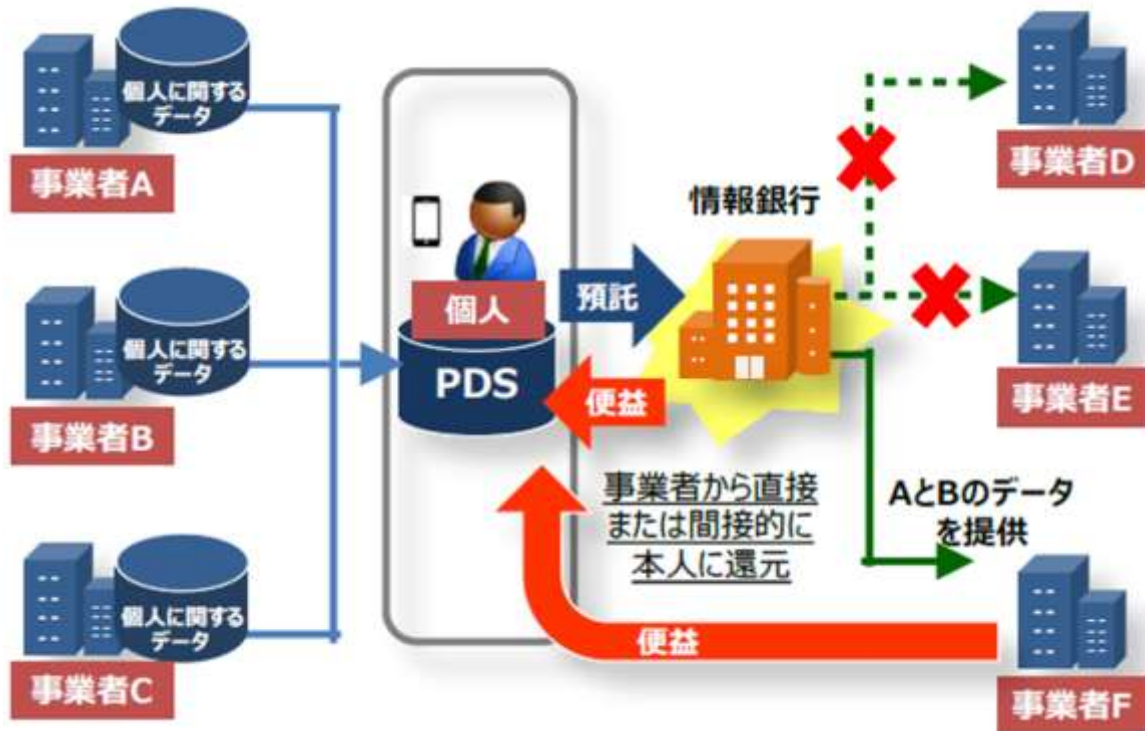 個人に関する
データ
事業者A
個人に関する
データ
事業者B
個人に関する
データ
事業者C
個人
PDS
預託
便益
情報銀行
事業者から直接
または間接的に
本人に還元
便益
AとBのデータ
を提供
事業者D
事業者E
事業者F